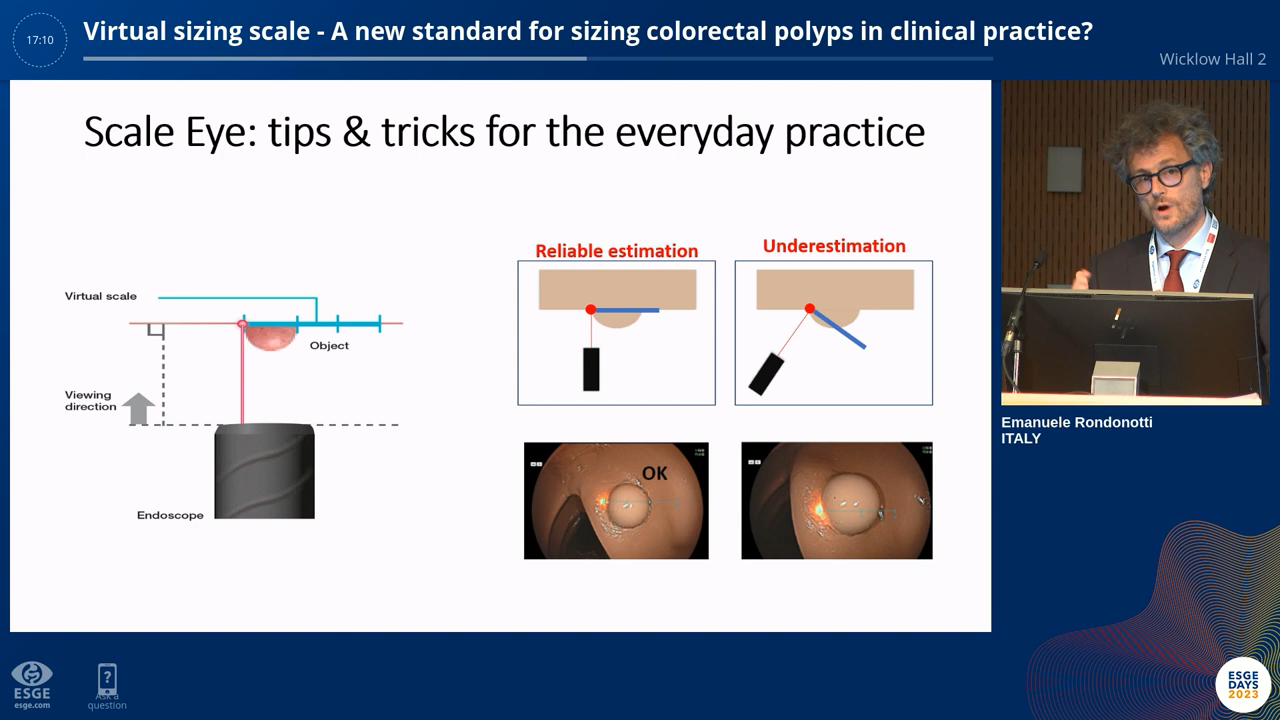 17:10
Virtual sizing scale - A new standard for sizing colorectal polyps in clinical practice?
Wicklow Hall 2
Scale Eye: tips & tricks for the everyday practice
Virtual scale
Object
Viewing
direction
Endoscope
Reliable estimation
Underestimation
OK
Emanuele Rondonotti
ITALY
ESGE
esge.com
?
Ask a
question
ESGE
DAYS
2023